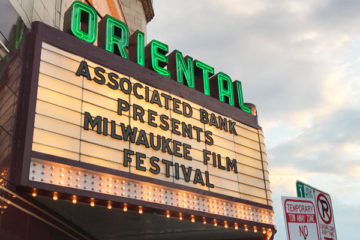 ORIENTAL
ASSOCIATED BANK
PRESENTS
MILWAUKEE FILM
FESTIVAL
TEMPORARY
NO
P